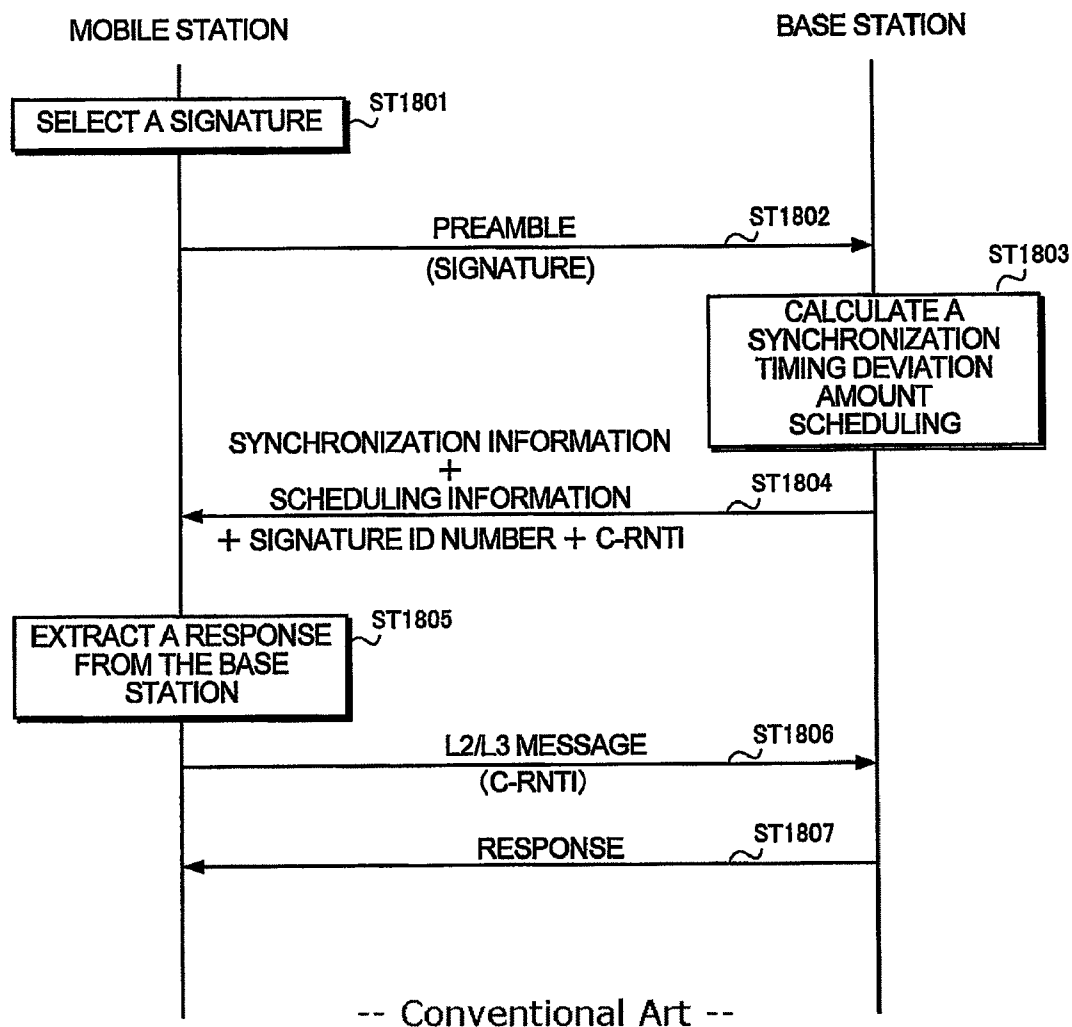 MOBILE STATION
BASE STATION
SELECT A SIGNATURE
ST1801
PREAMBLE
(SIGNATURE)
ST1802
ST1803
CALCULATE A
SYNCHRONIZATION
TIMING DEVIATION
AMOUNT
SCHEDULING
SYNCHRONIZATION INFORMATION
+
SCHEDULING INFORMATION
+ SIGNATURE ID NUMBER + C-RNTI
ST1804
EXTRACT A RESPONSE
FROM THE BASE
STATION
ST1805
L2/L3 MESSAGE
(C-RNTI)
ST1806
RESPONSE
ST1807
-- Conventional Art --